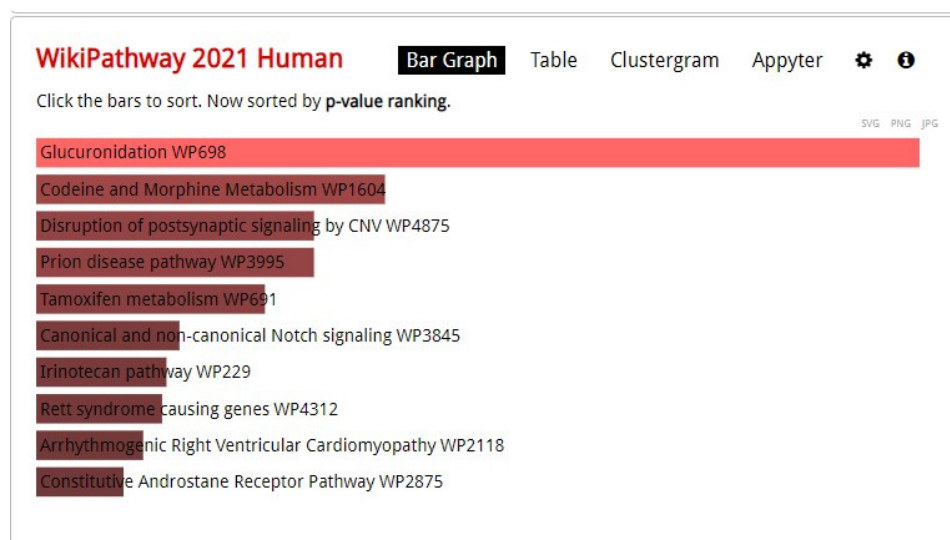 WikiPathway 2021 Human Bar Graph Table Clustergram Appyter
Click the bars to sort. Now sorted by p-value ranking.
SVG PNG JPG
Glucuronidation WP698
Codeine and Morphine Metabolism WP1604
Disruption of postsynaptic signaling by CNV WP4875
Prion disease pathway WP3995
Tamoxifen metabolism WP691
Canonical and non-canonical Notch signaling WP3845
Irinotecan pathway WP229
Rett syndrome causing genes WP4312
Arrhythmogenic Right Ventricular Cardiomyopathy WP2118
Constitutive Androstane Receptor Pathway WP2875